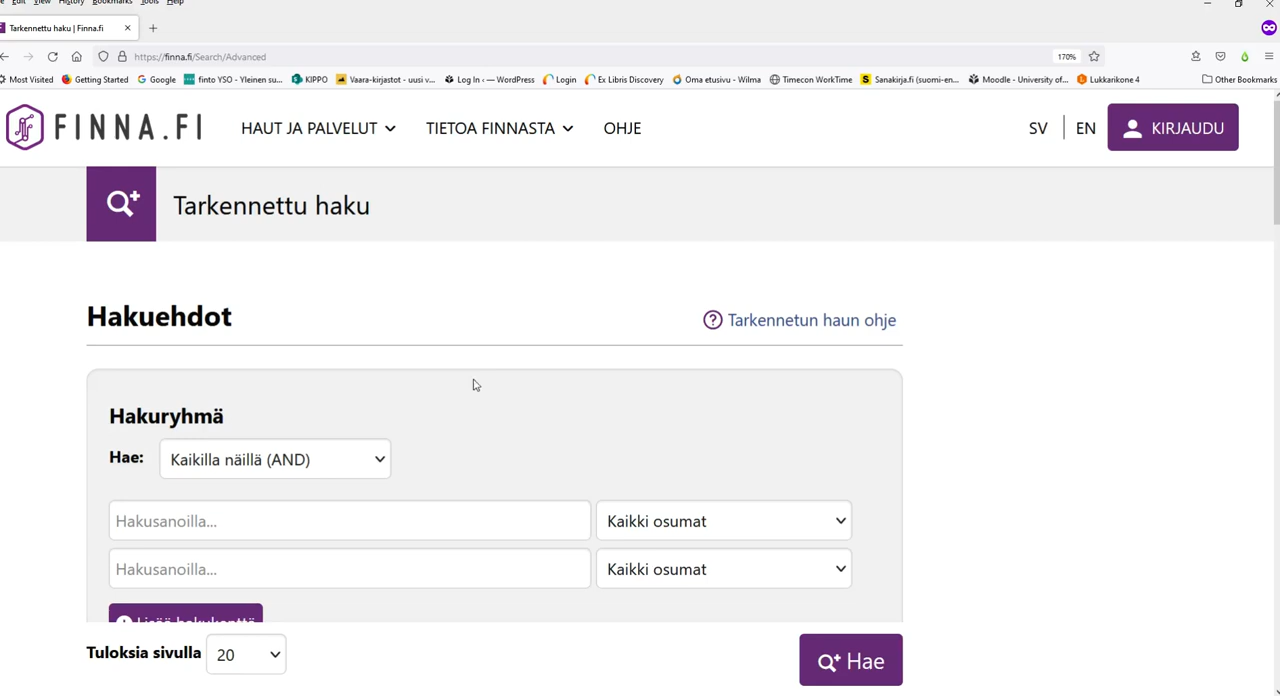 Edit View History Bookmarks Tools Help
Tarkennettu haku | Finna.fi
https://finna.fi/Search/Advanced
170%
Most Visited Getting Started Google finto YSO - Yleinen su... KIPPO Vaara-kirjastot - uusi v... Log In ‹ — WordPress Login Ex Libris Discovery Oma etusivu - Wilma Timecon WorkTime Sanakirja.fi (suomi-en... Moodle - University of... Lukkarikone 4 Other Bookmarks
FINNA.FI HAUT JA PALVELUT TIETOA FINNASTA OHJE SV EN KIRJAUDU
Tarkennettu haku
Hakuehdot
Tarkennetun haun ohje
Hakuryhmä
Hae: Kaikilla näillä (AND)
Hakusanoilla... Kaikki osumat
Hakusanoilla... Kaikki osumat
Lisää hakukenttä
Tuloksia sivulla 20 Hae